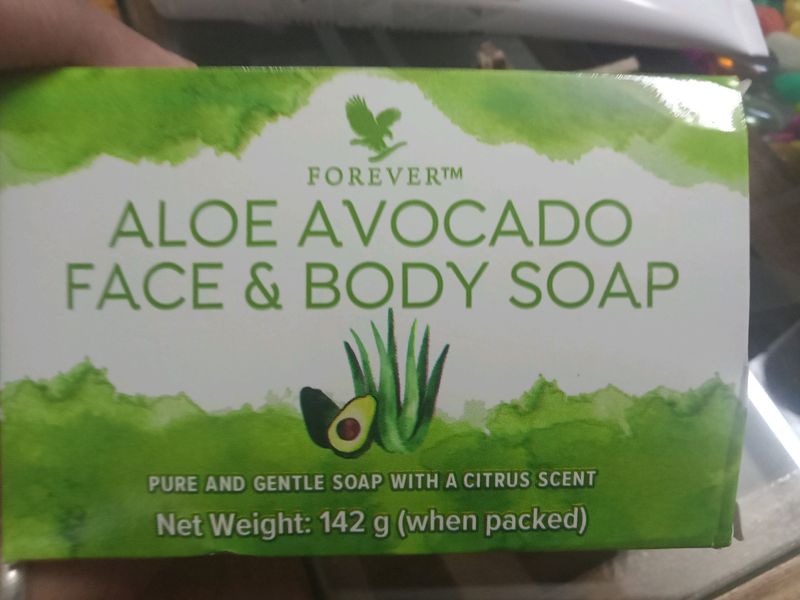 FOREVER™
ALOE AVOCADO
FACE & BODY SOAP
PURE AND GENTLE SOAP WITH A CITRUS SCENT
Net Weight: 142 g (when packed)